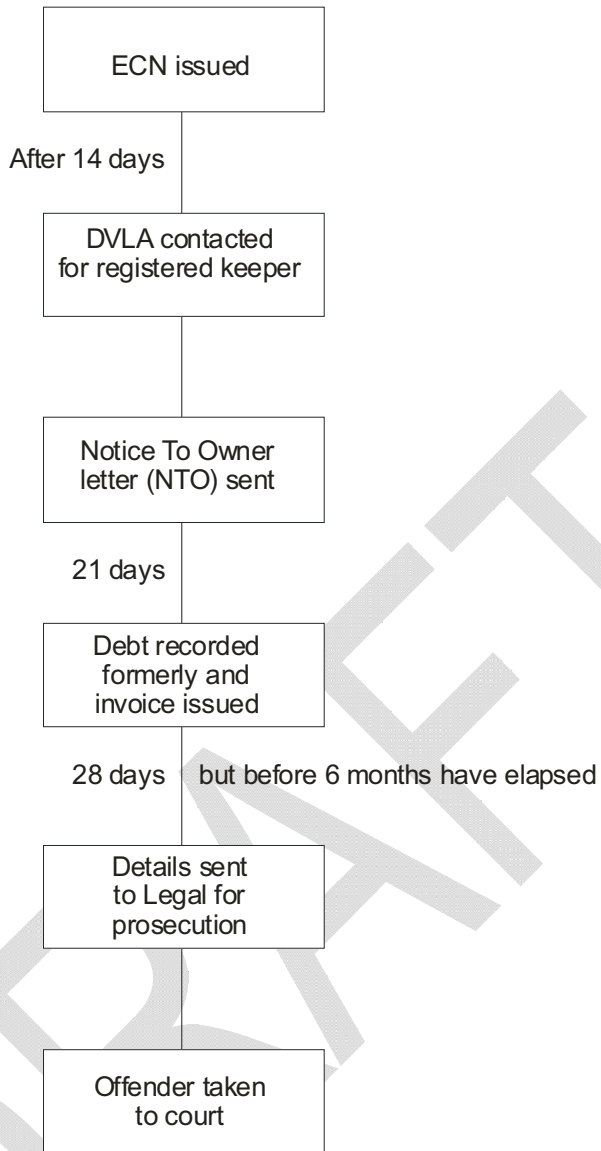 ECN issued
After 14 days
DVLA contacted
for registered keeper
Notice To Owner
letter (NTO) sent
21 days
Debt recorded
formerly and
invoice issued
28 days but before 6 months have elapsed
Details sent
to Legal for
prosecution
Offender taken
to court
DRAFT